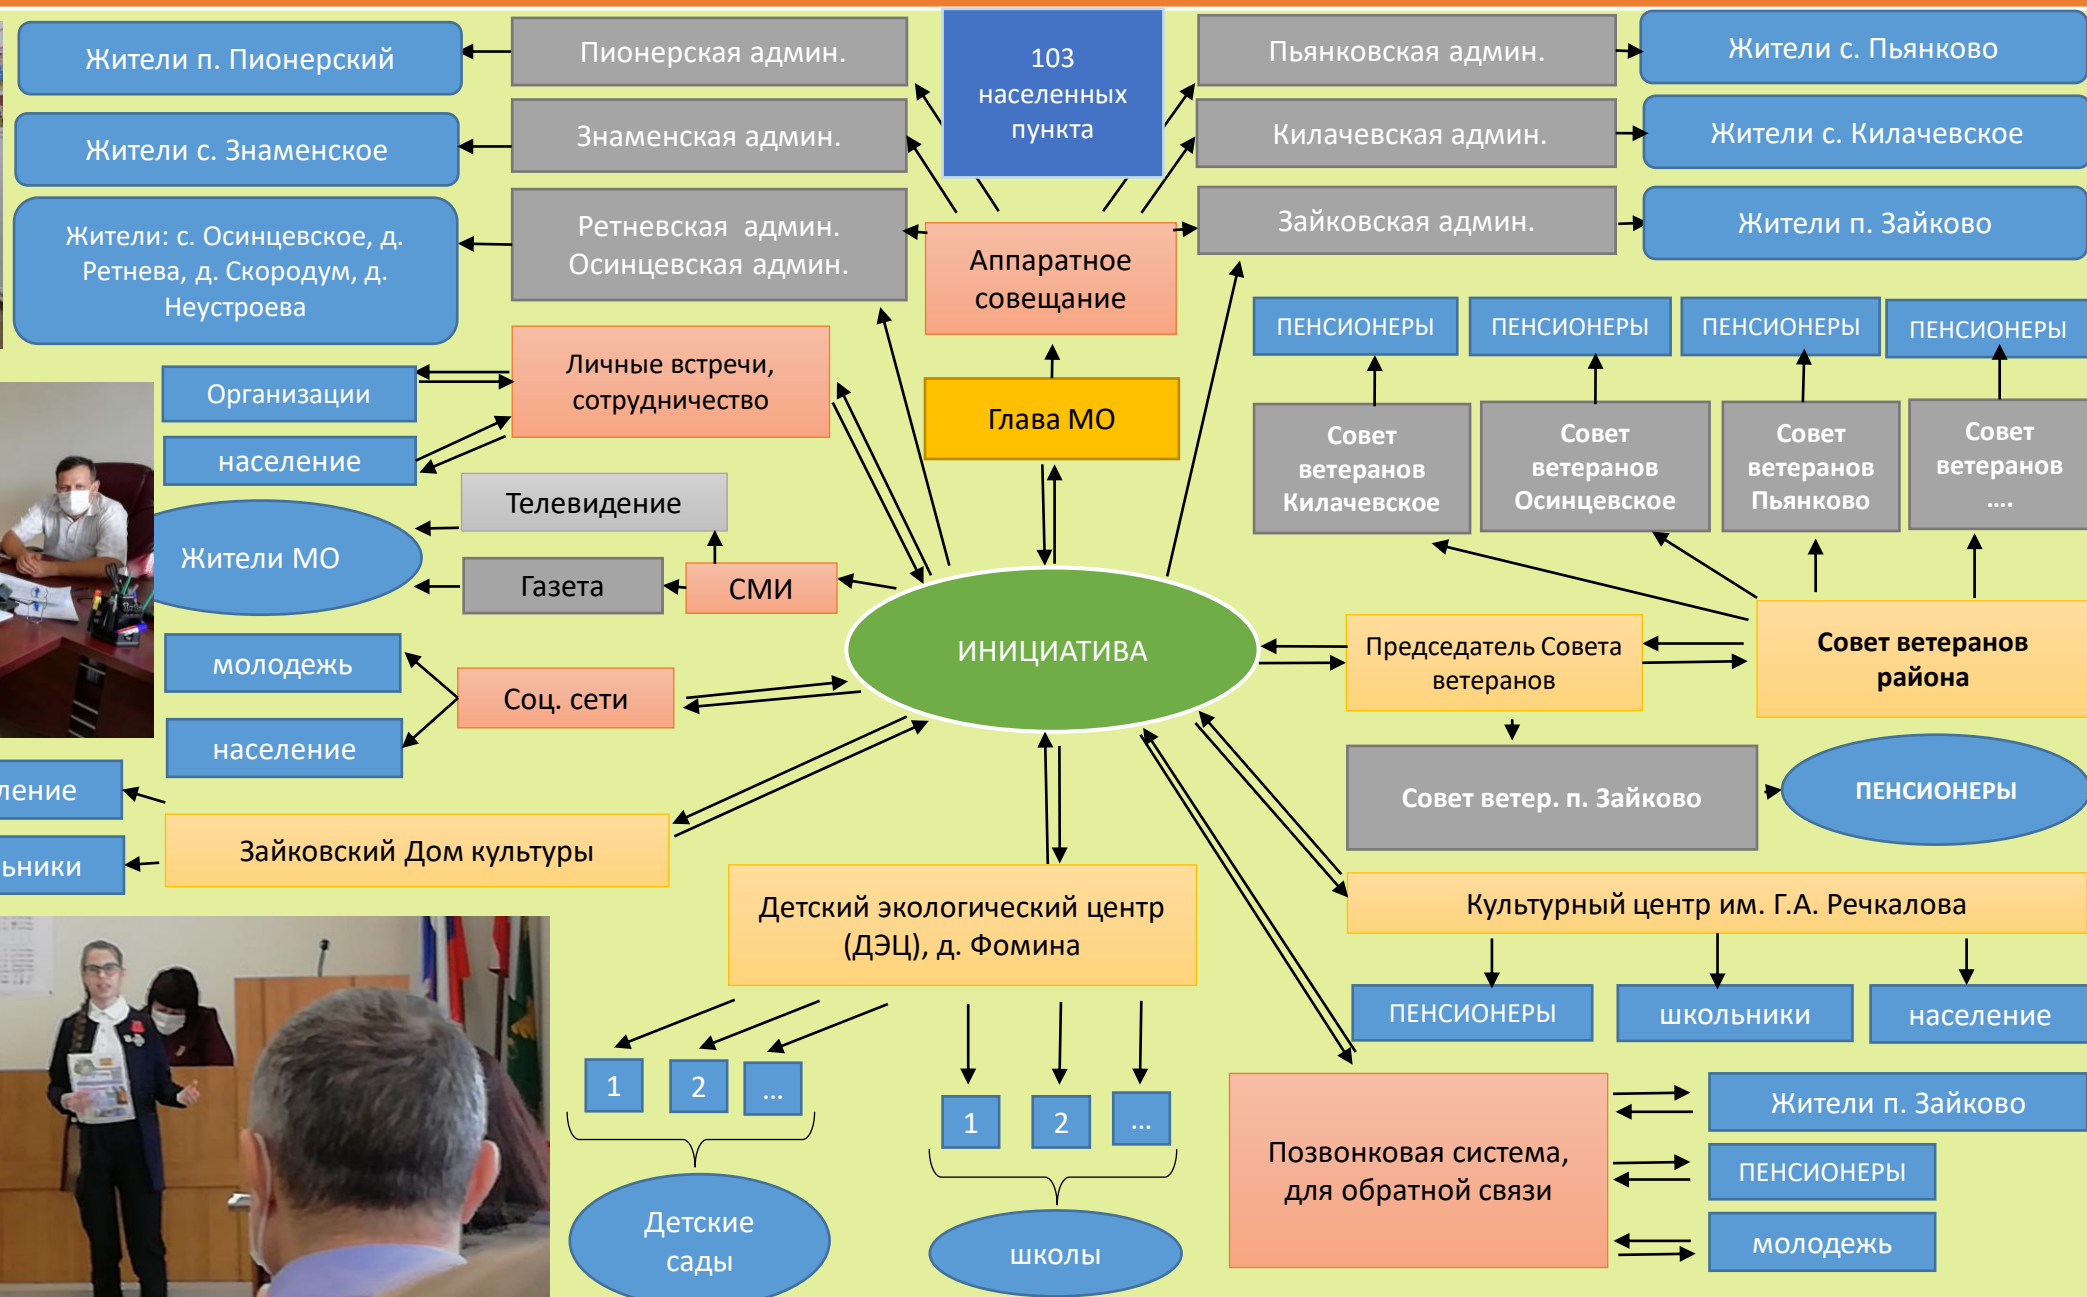 Жители п. Пионерский
Пионерская админ.
103
населенных
пункта
Пьянковская админ.
Жители с. Пьянково
Жители с. Знаменское
Знаменская админ.
Килачевская админ.
Жители с. Килачевское
Жители: с. Осинцевское, д.
Ретнева, д. Скородум, д.
Неустроева
Ретневская админ.
Осинцевская админ.
Аппаратное
совещание
Зайковская админ.
Жители п. Зайково
ПЕНСИОНЕРЫ
ПЕНСИОНЕРЫ
ПЕНСИОНЕРЫ
ПЕНСИОНЕРЫ
Организации
население
Личные встречи,
сотрудничество
Глава МО
Совет
ветеранов
Килачевское
Совет
ветеранов
Осинцевское
Совет
ветеранов
Пьянково
Совет
ветеранов
....
Телевидение
Жители МО
Газета
СМИ
ИНИЦИАТИВА
Председатель Совета
ветеранов
Совет ветеранов
района
молодежь
Соц. сети
население
Совет ветер. п. Зайково
ПЕНСИОНЕРЫ
ление
ьники
Зайковский Дом культуры
Детский экологический центр
(ДЭЦ), д. Фомина
Культурный центр им. Г.А. Речкалова
ПЕНСИОНЕРЫ
школьники
население
1
2
...
1
2
...
Детские
сады
школы
Позвонковая система,
для обратной связи
Жители п. Зайково
ПЕНСИОНЕРЫ
молодежь